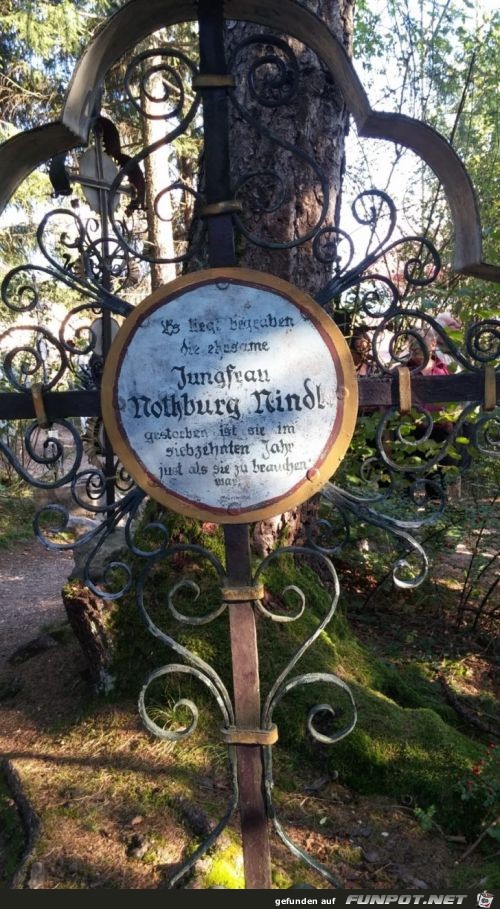 Es liegt begraben
die ehrsame
Jungfrau
Nothburg Nindl
gestorben ist sie im
siebzehnten Jahr
just als sie zu brauchen
war.
gefunden auf FUNPOT.NET